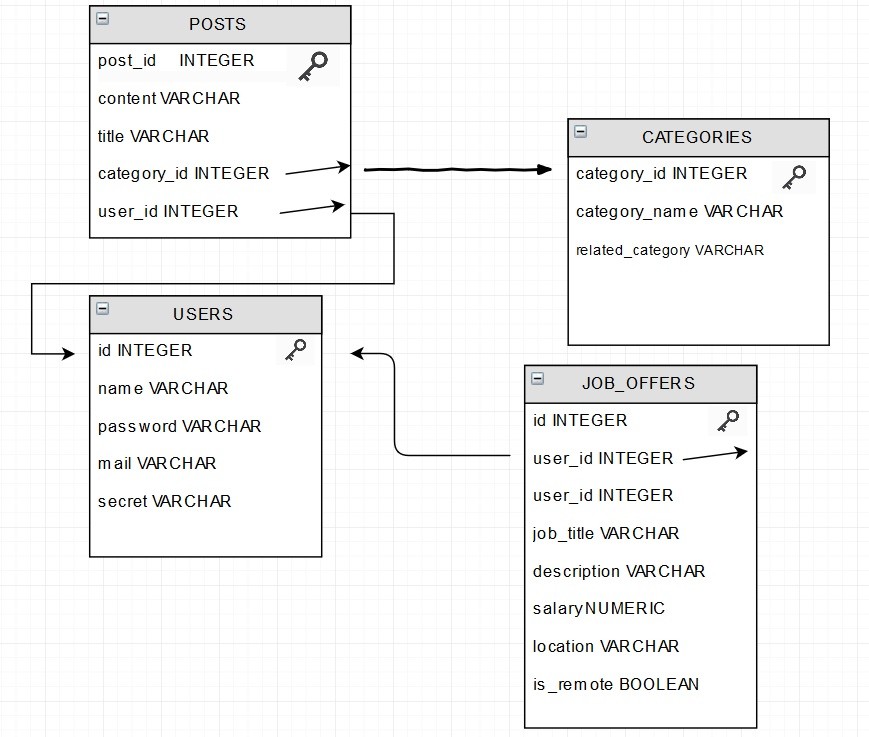 POSTS
post_id INTEGER
content VARCHAR
title VARCHAR
category_id INTEGER
user_id INTEGER
CATEGORIES
category_id INTEGER
category_name VARCHAR
related_category VARCHAR
USERS
id INTEGER
name VARCHAR
password VARCHAR
mail VARCHAR
secret VARCHAR
JOB_OFFERS
id INTEGER
user_id INTEGER
user_id INTEGER
job_title VARCHAR
description VARCHAR
salary NUMERIC
location VARCHAR
is_remote BOOLEAN